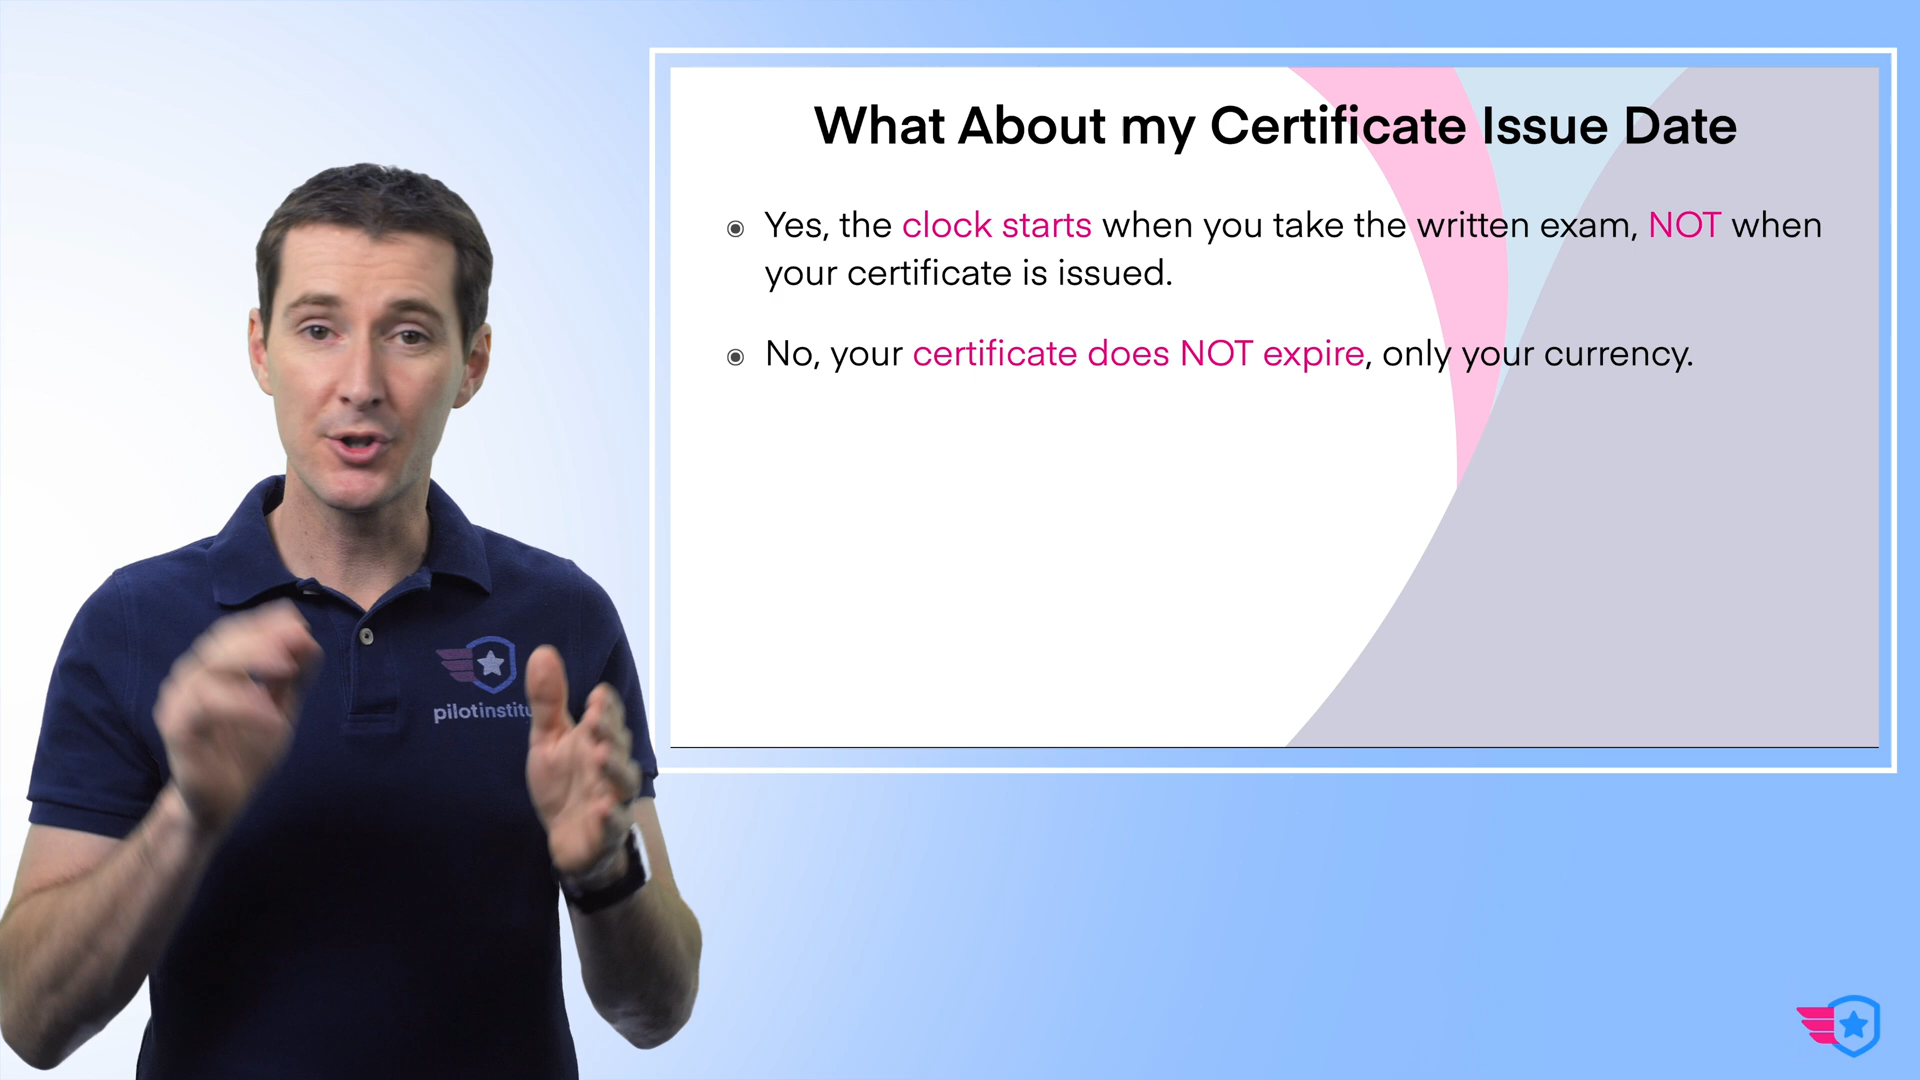 What About my Certificate Issue Date
Yes, the clock starts when you take the written exam, NOT when
your certificate is issued.
No, your certificate does NOT expire, only your currency.
pilotinstitu